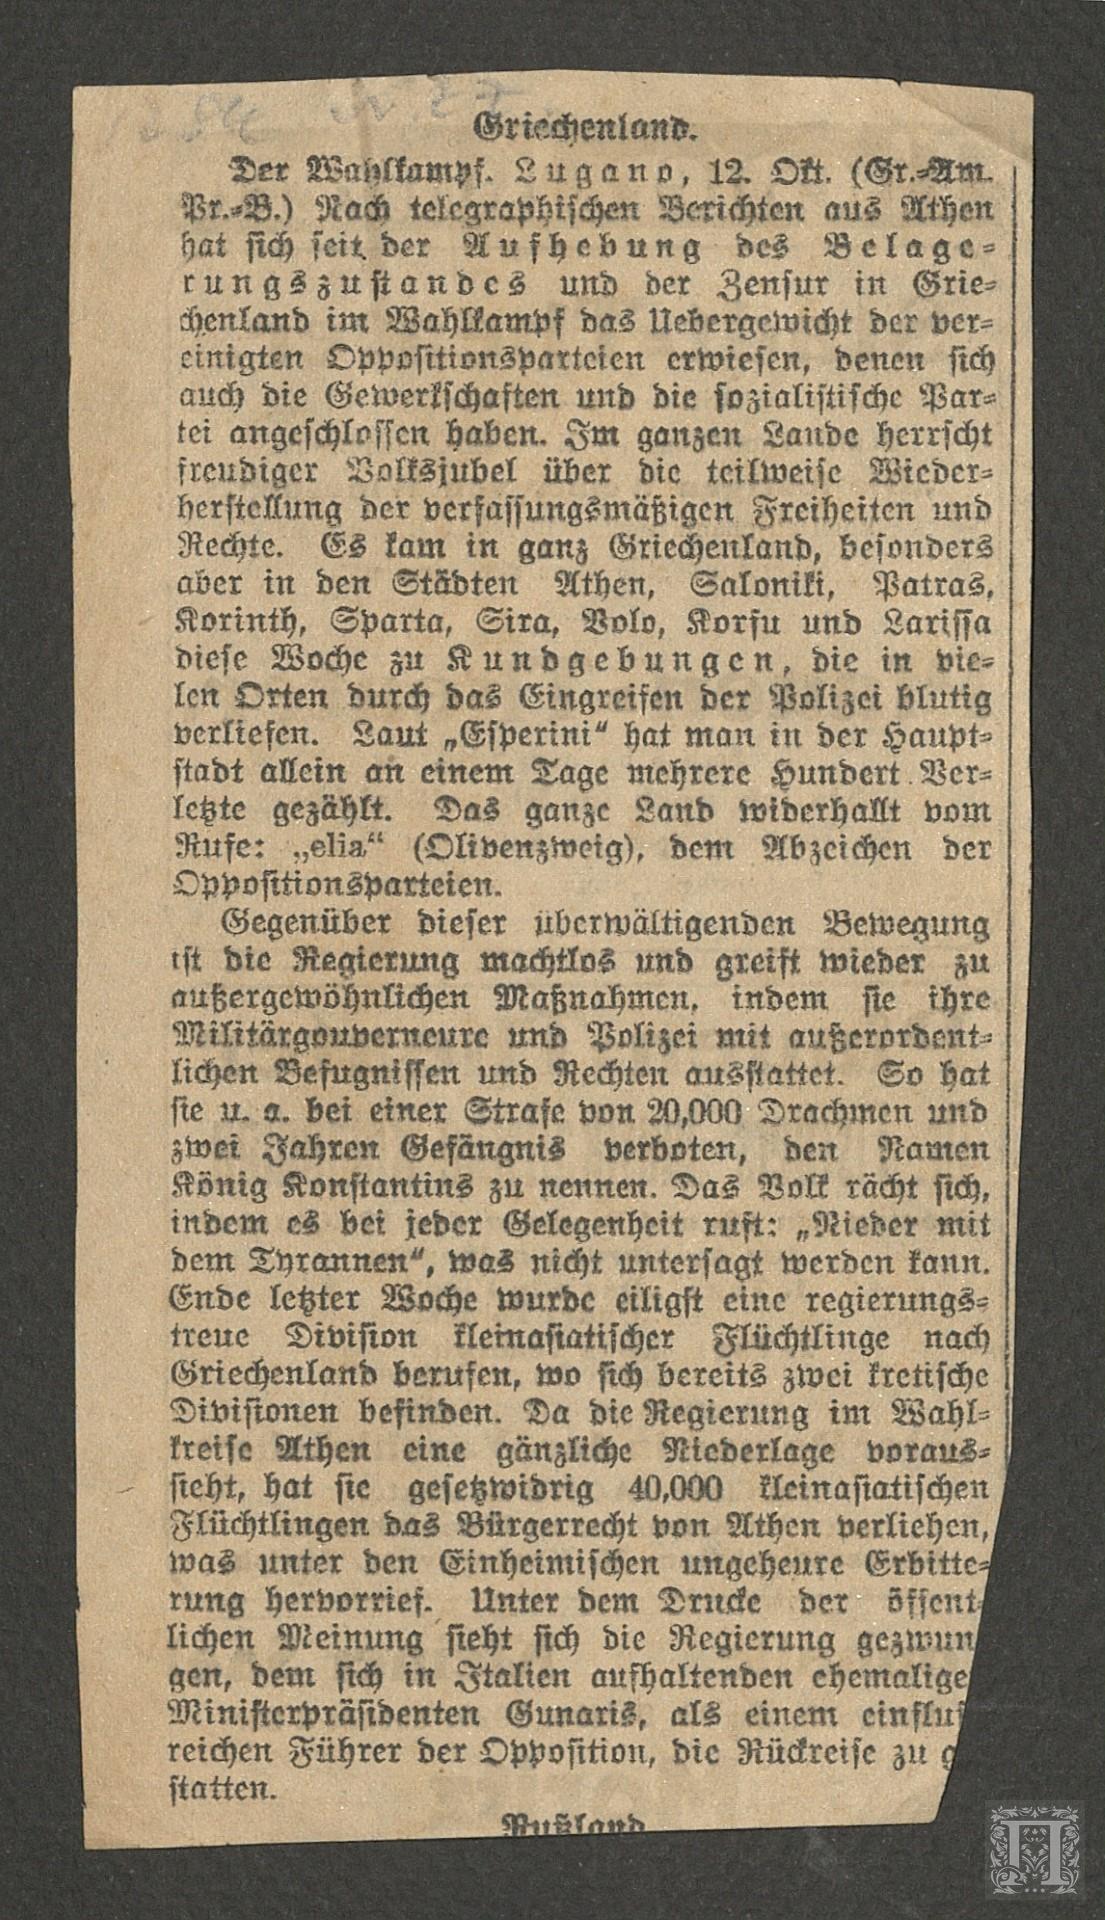 Griechenland.
Der Wahlkampf. Lugano, 12. Okt. (Gr.-Am.
Pr.-B.) Nach telegraphischen Berichten aus Athen
hat sich seit der Aufhebung des Belage-
rungszustandes und der Zensur in Grie-
chenland im Wahlkampf das Uebergewicht der ver-
einigten Oppositionsparteien erwiesen, denen sich
auch die Gewerkschaften und die sozialistische Par-
tei angeschlossen haben. Im ganzen Lande herrscht
freudiger Volksjubel über die teilweise Wieder-
herstellung der verfassungsmäßigen Freiheiten und
Rechte. Es kam in ganz Griechenland, besonders
aber in den Städten Athen, Saloniki, Patras,
Korinth, Sparta, Sira, Volo, Korfu und Larissa
diese Woche zu Kundgebungen, die in vie-
len Orten durch das Eingreifen der Polizei blutig
verliefen. Laut „Esperini“ hat man in der Haupt-
stadt allein an einem Tage mehrere Hundert Ver-
letzte gezählt. Das ganze Land widerhallt vom
Rufe: „elia“ (Olivenzweig), dem Abzeichen der
Oppositionsparteien.
Gegenüber dieser überwältigenden Bewegung
ist die Regierung machtlos und greift wieder zu
außergewöhnlichen Maßnahmen, indem sie ihre
Militärgouverneure und Polizei mit außerordent-
lichen Befugnissen und Rechten ausstattet. So hat
sie u. a. bei einer Strafe von 20,000 Drachmen und
zwei Jahren Gefängnis verboten, den Namen
König Konstantins zu nennen. Das Volk rächt sich,
indem es bei jeder Gelegenheit ruft: „Nieder mit
dem Tyrannen“, was nicht untersagt werden kann.
Ende letzter Woche wurde eiligst eine regierungs-
treue Division kleinasiatischer Flüchtlinge nach
Griechenland berufen, wo sich bereits zwei kretische
Divisionen befinden. Da die Regierung im Wahl-
kreise Athen eine gänzliche Niederlage voraus-
sieht, hat sie gesetzwidrig 40,000 kleinasiatischen
Flüchtlingen das Bürgerrecht von Athen verliehen,
was unter den Einheimischen ungeheure Erbitte-
rung hervorrief. Unter dem Drucke der öffent-
lichen Meinung sieht sich die Regierung gezwun
gen, dem sich in Italien aufhaltenden ehemalige
Ministerpräsidenten Gunaris, als einem einfluß
reichen Führer der Opposition, die Rückreise zu g
statten.
Rußland